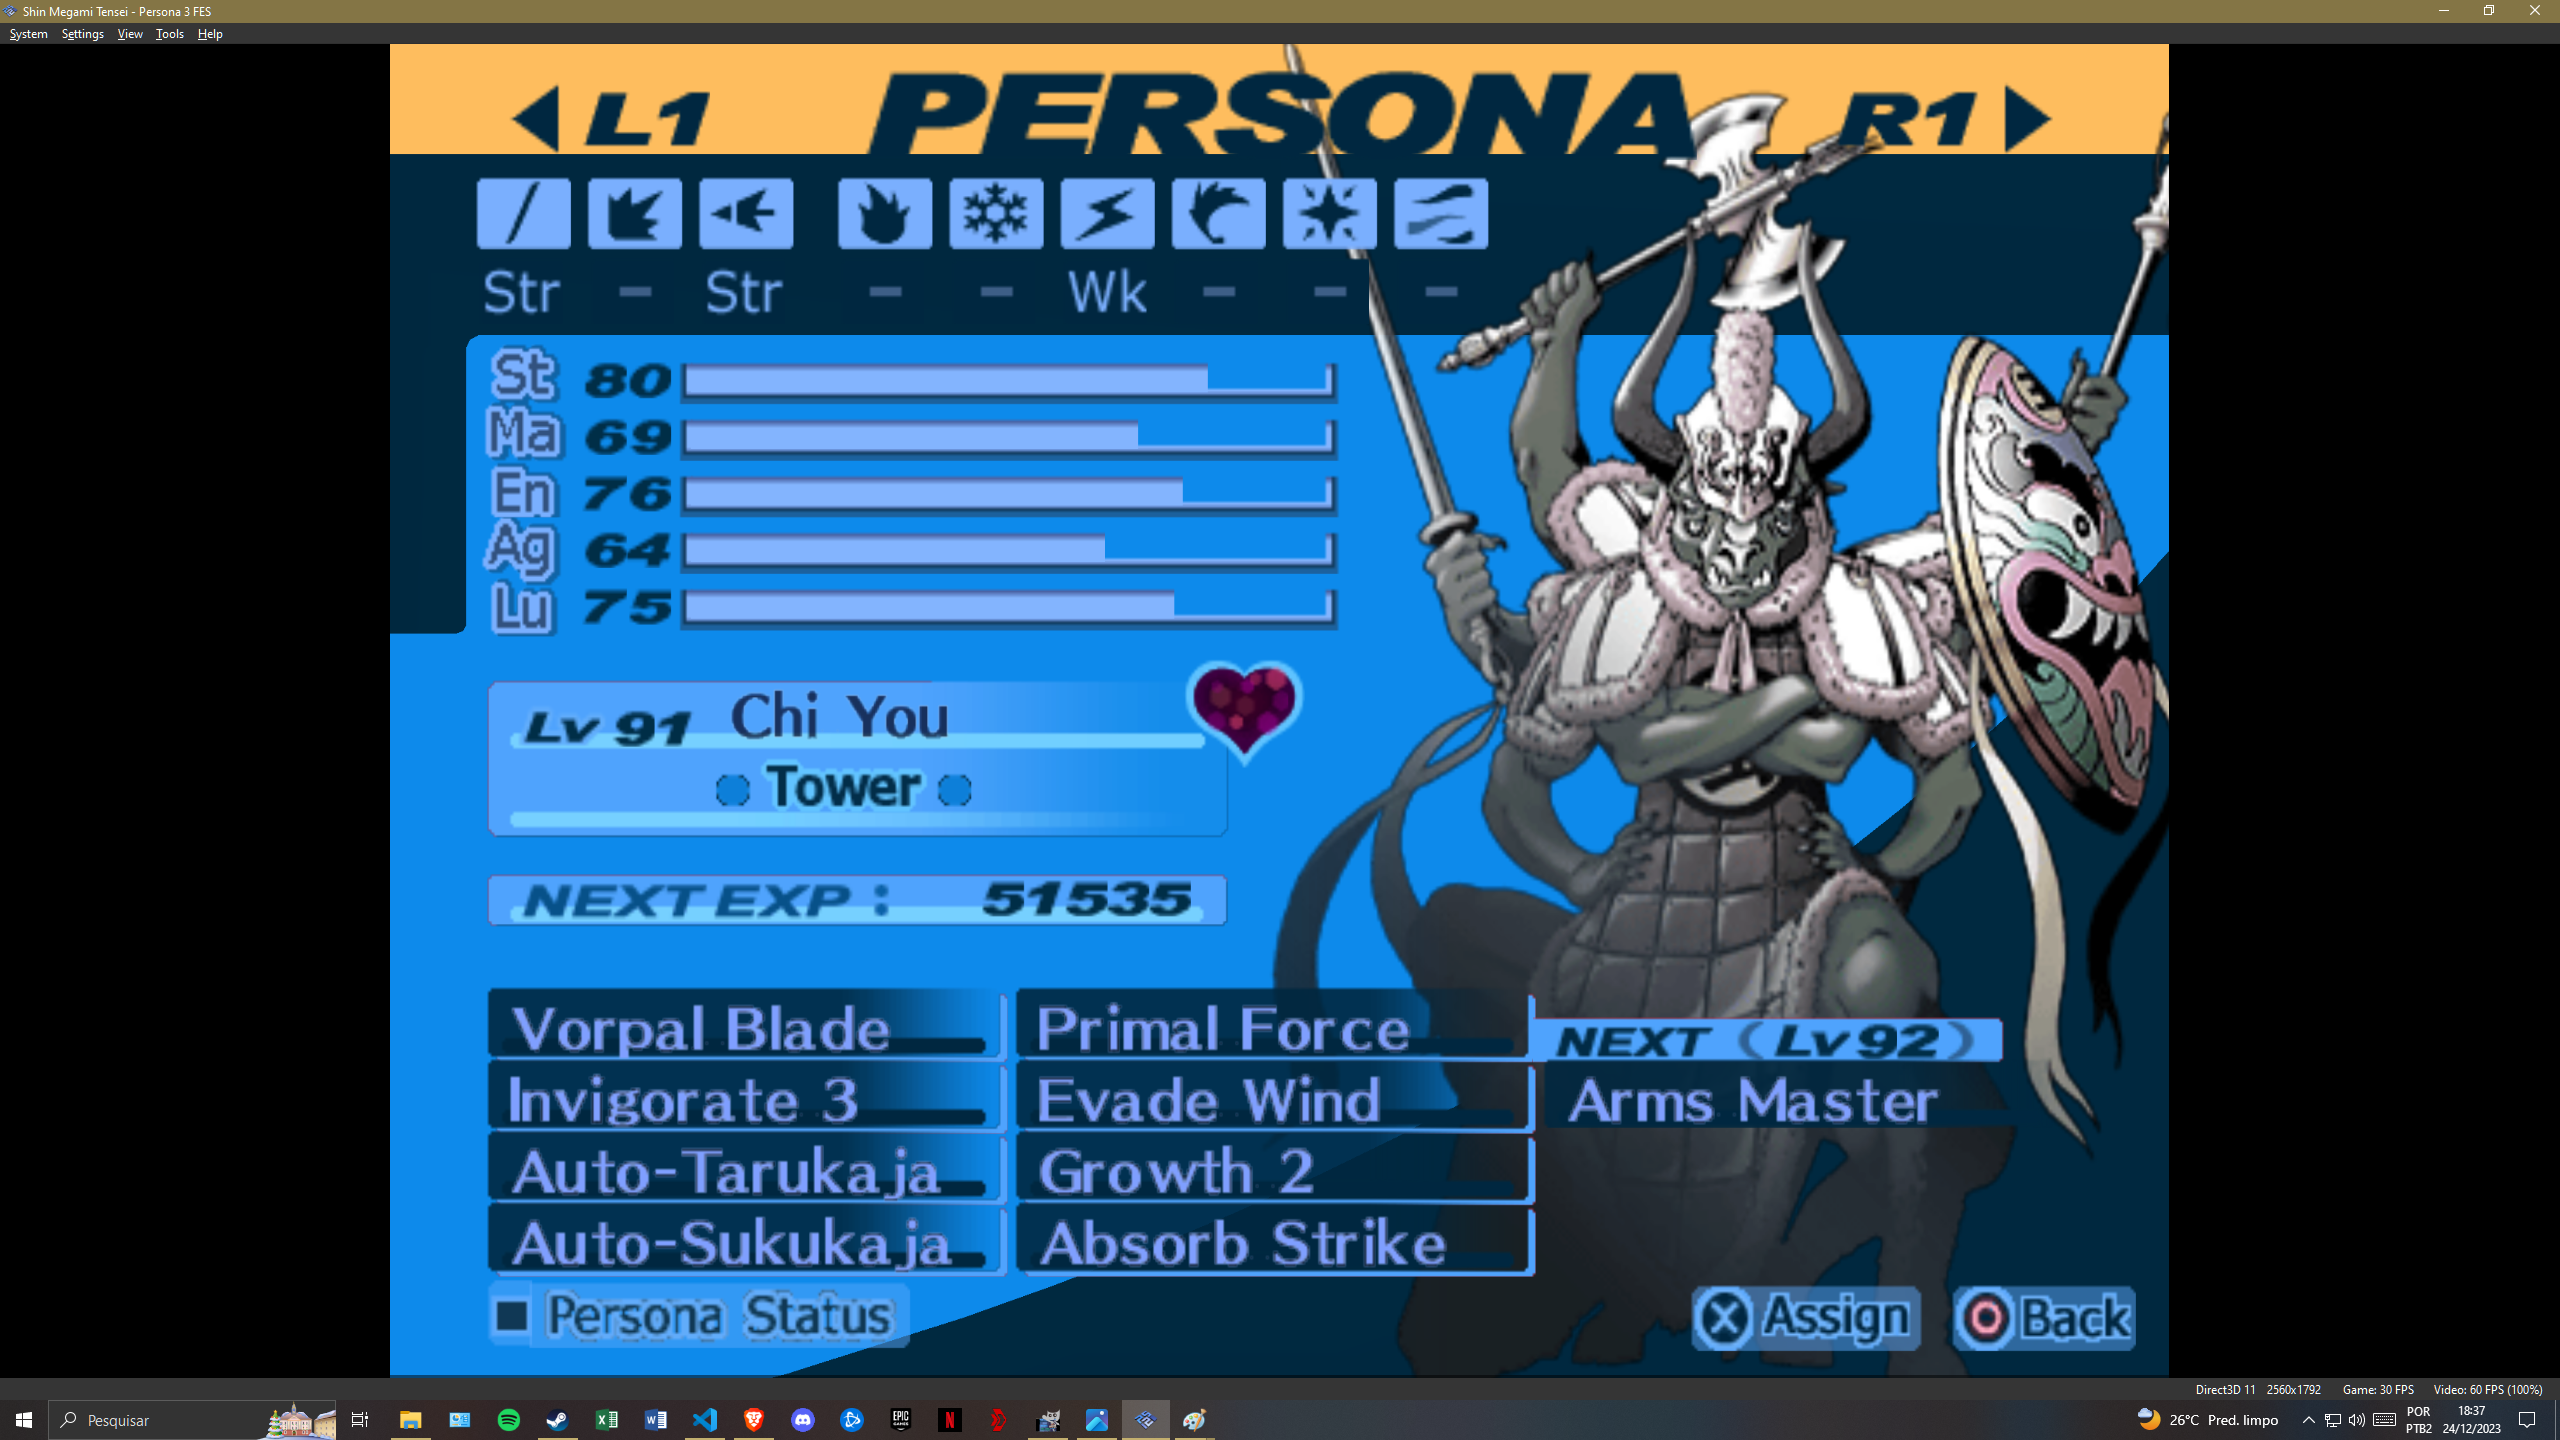 Shin Megami Tensei - Persona 3 FES
System Settings View Tools Help
L1 PERSONA R1
Str - Str - - Wk - - -
St 80
Ma 69
En 76
Ag 64
Lu 75
Lv 91 Chi You
Tower
NEXT EXP : 51535
Vorpal Blade Primal Force NEXT (Lv 92)
Invigorate 3 Evade Wind Arms Master
Auto-Tarukaja Growth 2
Auto-Sukukaja Absorb Strike
Persona Status Assign Back
Direct3D 11 2560x1792 Game: 30 FPS Video: 60 FPS (100%)
Pesquisar
EPIC GAMES
26°C Pred. limpo
POR
PTB2
18:37
24/12/2023